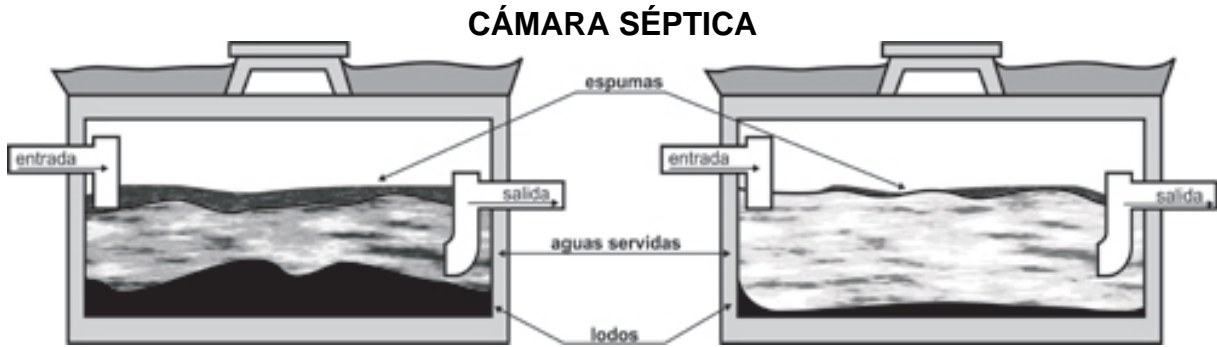 CÁMARA SÉPTICA
espumas
entrada
entrada
salida
salida
aguas servidas
lodos